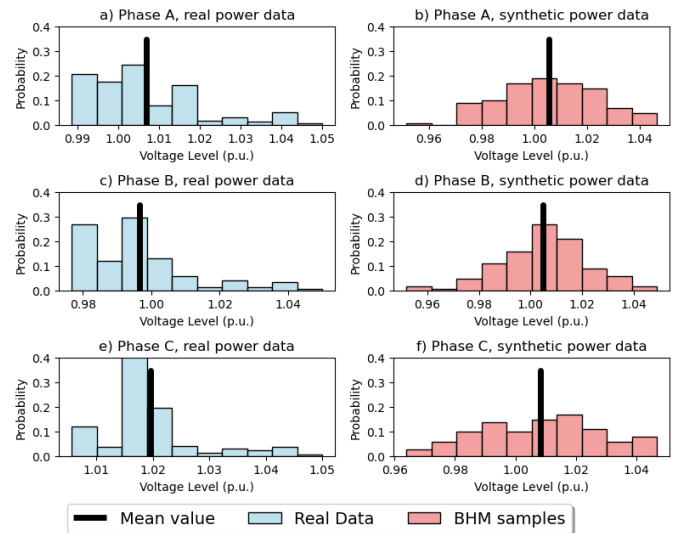 a) Phase A, real power data
0.4
0.3
0.2
0.1
0.0
Probability
0.99 1.00 1.01 1.02 1.03 1.04 1.05
Voltage Level (p.u.)
b) Phase A, synthetic power data
0.4
0.3
0.2
0.1
0.0
Probability
0.96 0.98 1.00 1.02 1.04
Voltage Level (p.u.)
c) Phase B, real power data
0.4
0.3
0.2
0.1
0.0
Probability
0.98 1.00 1.02 1.04
Voltage Level (p.u.)
d) Phase B, synthetic power data
0.4
0.3
0.2
0.1
0.0
Probability
0.96 0.98 1.00 1.02 1.04
Voltage Level (p.u.)
e) Phase C, real power data
0.4
0.3
0.2
0.1
0.0
Probability
1.01 1.02 1.03 1.04 1.05
Voltage Level (p.u.)
f) Phase C, synthetic power data
0.4
0.3
0.2
0.1
0.0
Probability
0.96 0.98 1.00 1.02 1.04
Voltage Level (p.u.)
Mean value Real Data BHM samples